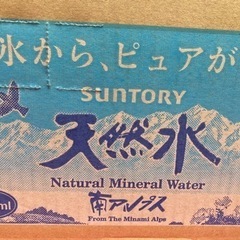 水から、ピュアが
SUNTORY
天然水
Natural Mineral Water
南アルプス
From The Minami Alps
ml